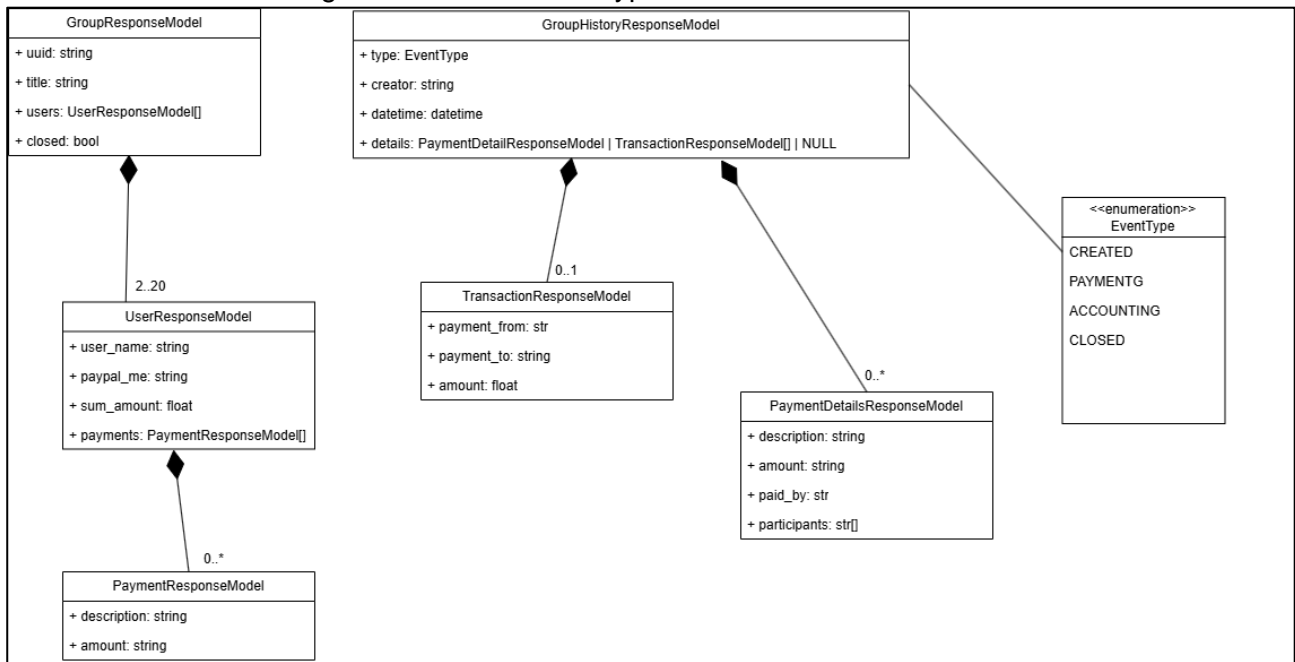 GroupResponseModel
+ uuid: string
+ title: string
+ users: UserResponseModel[]
+ closed: bool
GroupHistoryResponseModel
+ type: EventType
+ creator: string
+ datetime: datetime
+ details: PaymentDetailResponseModel | TransactionResponseModel[] | NULL
<<enumeration>>
EventType
CREATED
PAYMENTG
ACCOUNTING
CLOSED
2..20
UserResponseModel
+ user_name: string
+ paypal_me: string
+ sum_amount: float
+ payments: PaymentResponseModel[]
0..1
TransactionResponseModel
+ payment_from: str
+ payment_to: string
+ amount: float
0..*
PaymentDetailsResponseModel
+ description: string
+ amount: string
+ paid_by: str
+ participants: str[]
0..*
PaymentResponseModel
+ description: string
+ amount: string